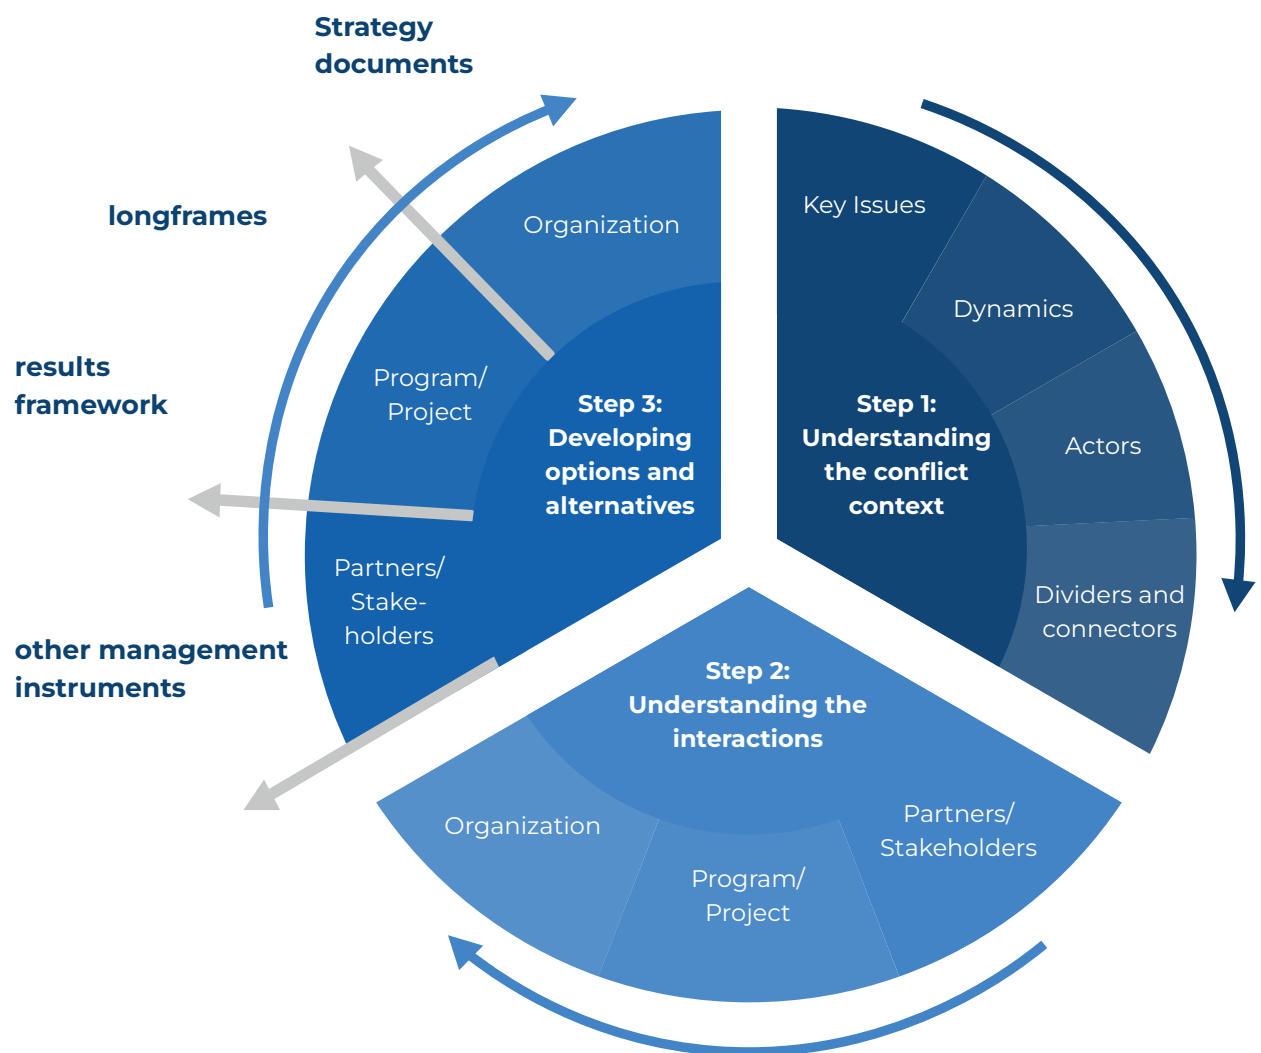 Strategy
documents
longframes
results
framework
other management
instruments
Organization
Program/
Project
Partners/
Stake-
holders
Step 3:
Developing
options and
alternatives
Key Issues
Dynamics
Actors
Dividers and
connectors
Step 1:
Understanding
the conflict
context
Step 2:
Understanding the
interactions
Organization
Program/
Project
Partners/
Stakeholders